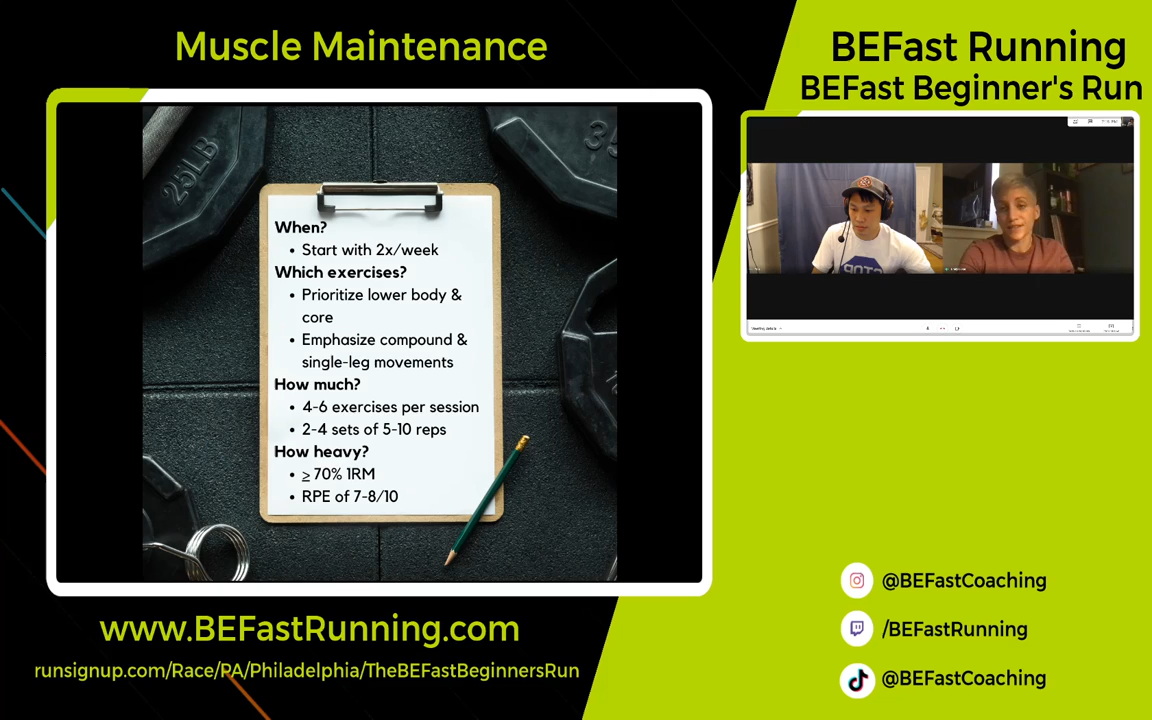 Muscle Maintenance
BEFast Running
BEFast Beginner's Run
25LB
When?
• Start with 2x/week
Which exercises?
• Prioritize lower body &
core
• Emphasize compound &
single-leg movements
How much?
• 4-6 exercises per session
• 2-4 sets of 5-10 reps
How heavy?
• ≥ 70% 1RM
• RPE of 7-8/10
www.BEFastRunning.com
runsignup.com/Race/PA/Philadelphia/TheBEFastBeginnersRun
@BEFastCoaching
/BEFastRunning
@BEFastCoaching